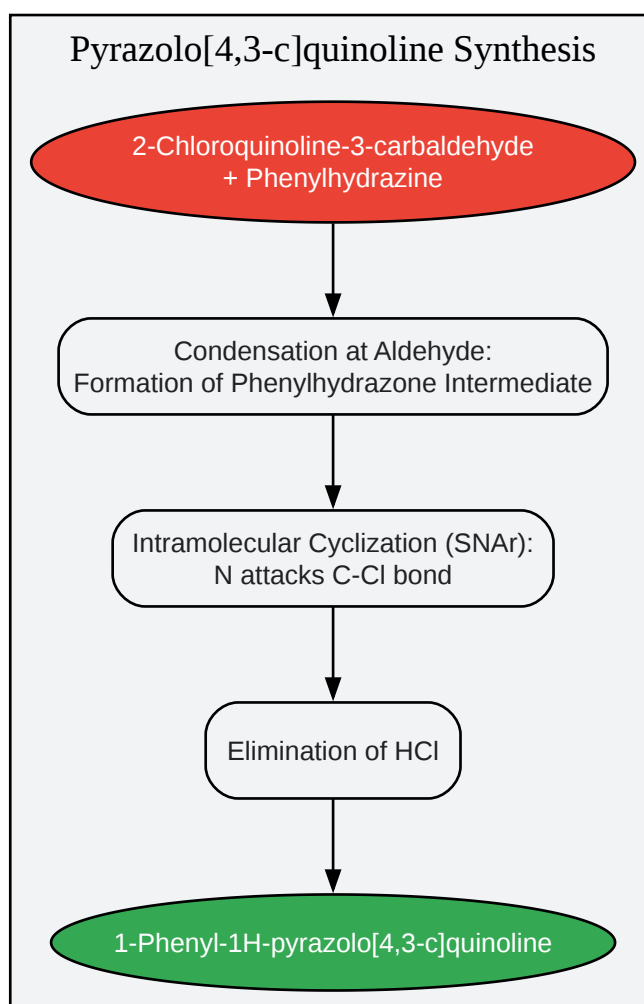 Pyrazolo[4,3-c]quinoline Synthesis
2-Chloroquinoline-3-carbaldehyde
+ Phenylhydrazine
Condensation at Aldehyde:
Formation of Phenylhydrazone Intermediate
Intramolecular Cyclization (SNAr):
N attacks C-Cl bond
Elimination of HCl
1-Phenyl-1H-pyrazolo[4,3-c]quinoline